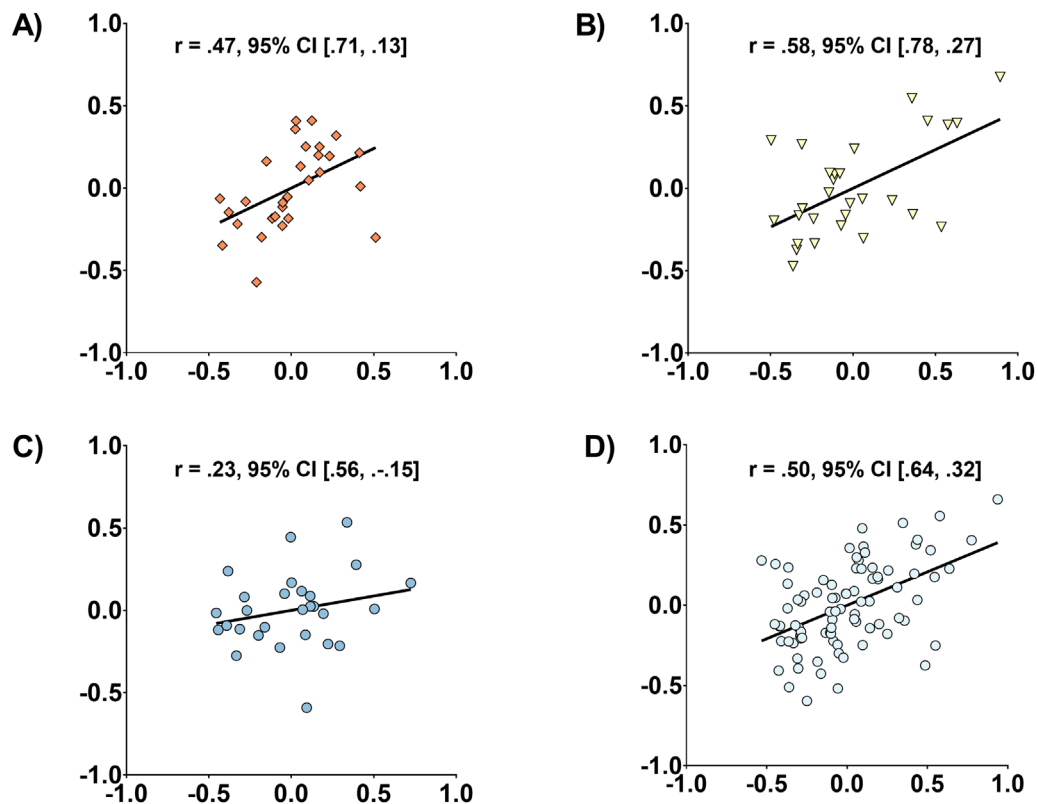 A)
r = .47, 95% CI [.71, .13]
1.0
0.5
0.0
-0.5
-1.0
-1.0 -0.5 0.0 0.5 1.0
B)
r = .58, 95% CI [.78, .27]
1.0
0.5
0.0
-0.5
-1.0
-1.0 -0.5 0.0 0.5 1.0
C)
r = .23, 95% CI [.56, .-.15]
1.0
0.5
0.0
-0.5
-1.0
-1.0 -0.5 0.0 0.5 1.0
D)
r = .50, 95% CI [.64, .32]
1.0
0.5
0.0
-0.5
-1.0
-1.0 -0.5 0.0 0.5 1.0